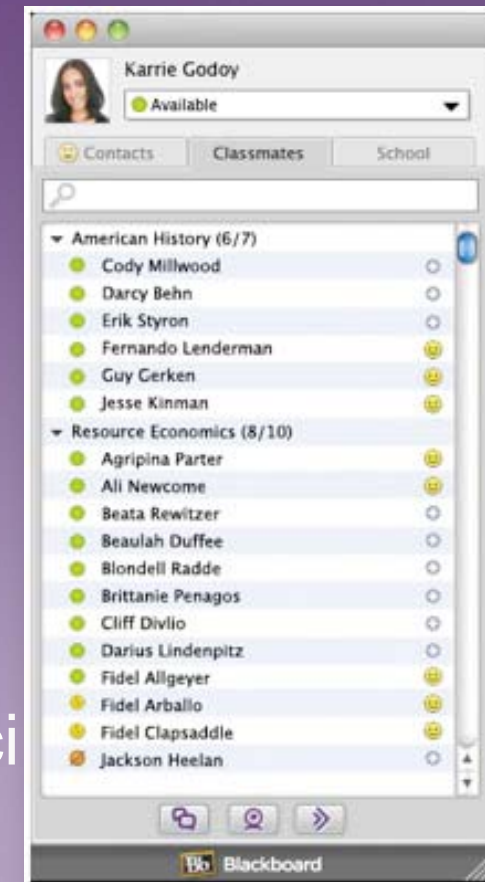 Karrie Godoy
Available
Contacts Classmates School
American History (6/7)
Cody Millwood
Darcy Behn
Erik Styron
Fernando Lenderman
Guy Gerken
Jesse Kinman
Resource Economics (8/10)
Agripina Parter
Ali Newcome
Beata Rewitzer
Beaulah Duffee
Blondell Radde
Brittanie Penagos
Cliff Divlio
Darius Lindenpitz
Fidel Allgeyer
Fidel Arballo
ci
Fidel Clapsaddle
Jackson Heelan
Bb Blackboard